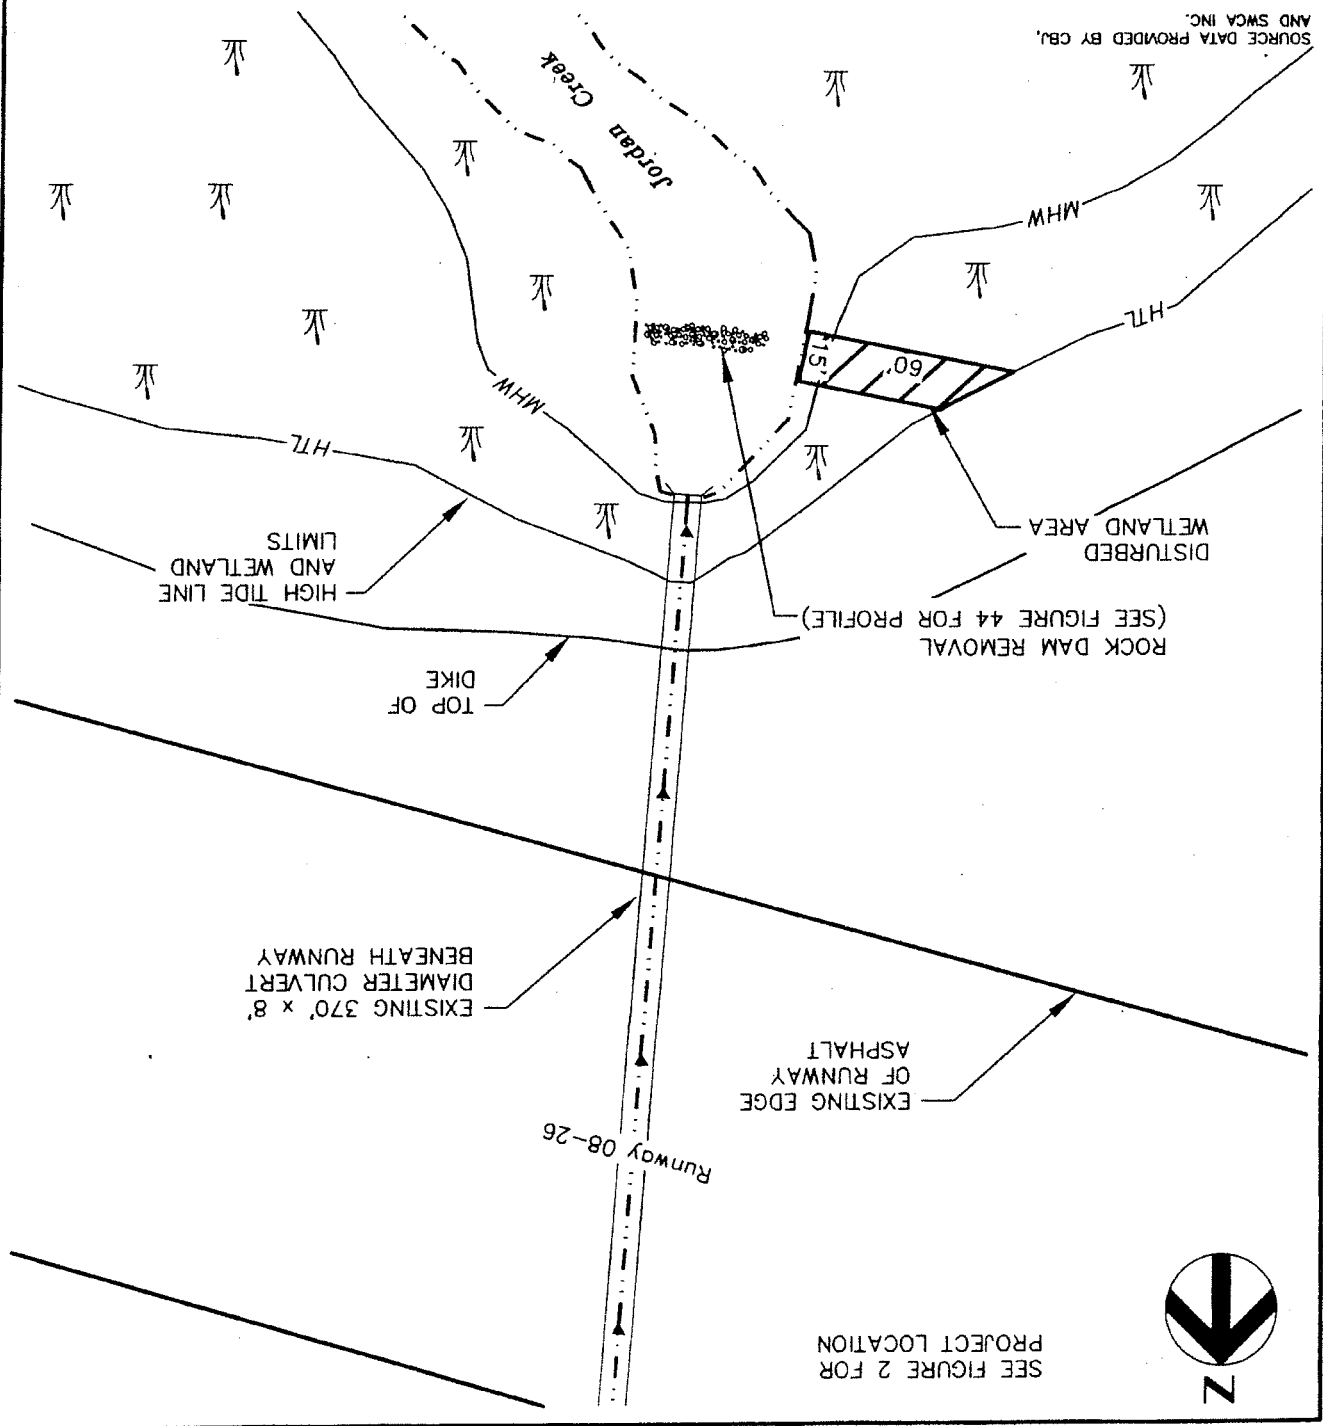 SEE FIGURE 2 FOR
PROJECT LOCATION
N
Runway 08-26
EXISTING EDGE
OF RUNWAY
ASPHALT
EXISTING 370' x 8'
DIAMETER CULVERT
BENEATH RUNWAY
TOP OF
DIKE
ROCK DAM REMOVAL
(SEE FIGURE 44 FOR PROFILE)
HIGH TIDE LINE
AND WETLAND
LIMITS
DISTURBED
WETLAND AREA
HTL
MHW
60'
15'
HTL
MHW
Jordan Creek
SOURCE DATA PROVIDED BY CBJ,
AND SWCA INC.